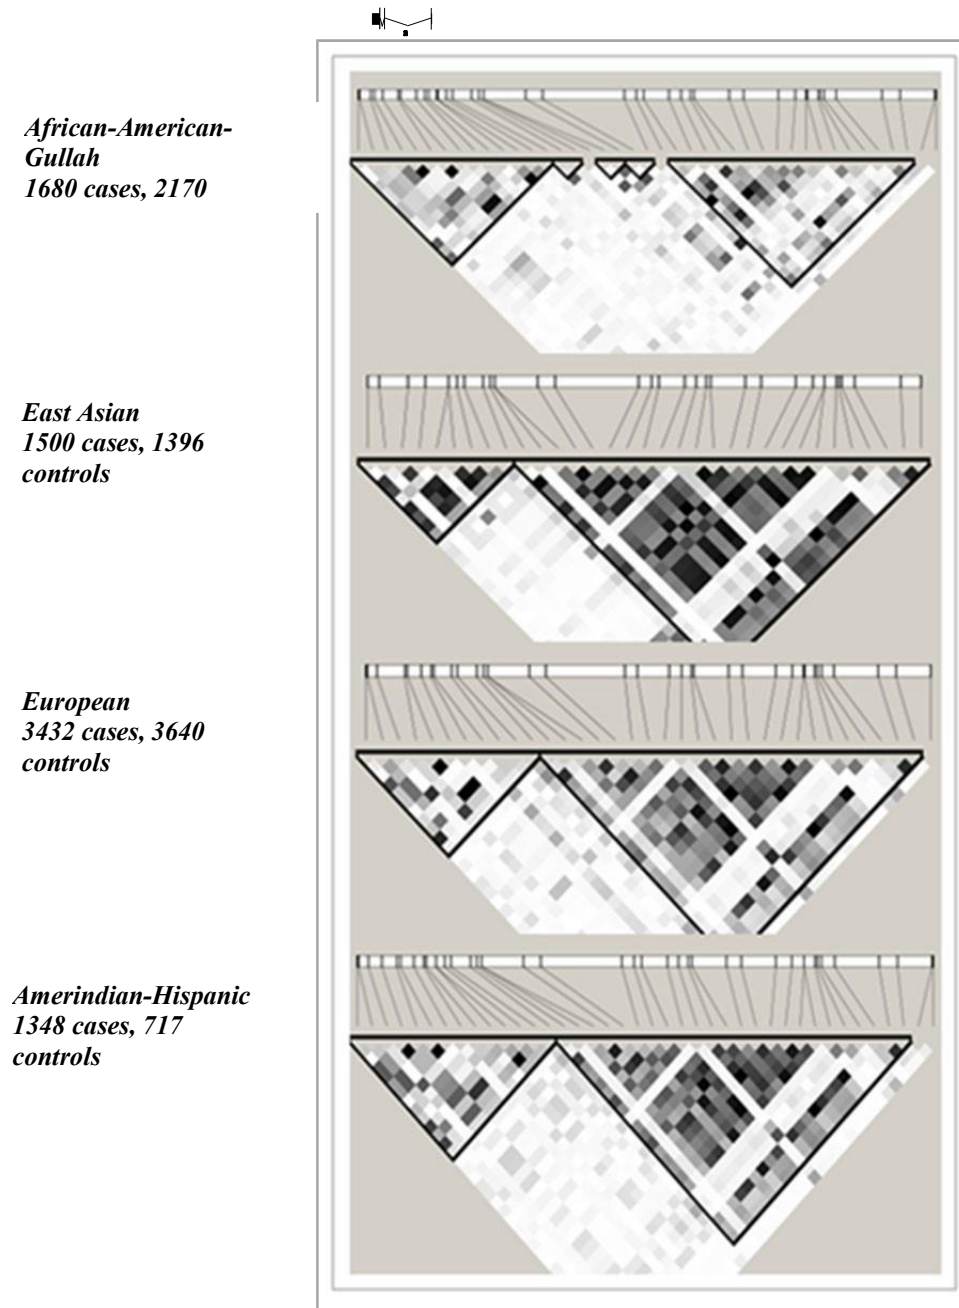 African-American-
Gullah
1680 cases, 2170
East Asian
1500 cases, 1396
controls
European
3432 cases, 3640
controls
Amerindian-Hispanic
1348 cases, 717
controls